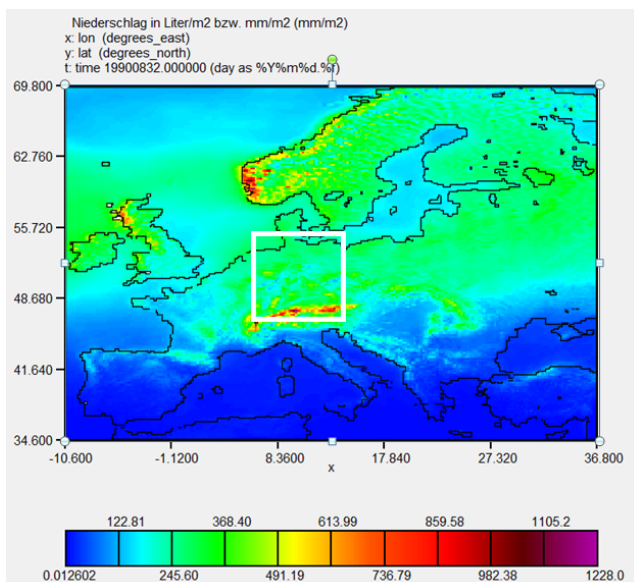 Niederschlag in Liter/m2 bzw. mm/m2 (mm/m2)
x: lon (degrees_east)
y: lat (degrees_north)
t: time 19900832.000000 (day as %Y%m%d.%f)
69.800
62.760
55.720
48.680
41.640
34.600
-10.600 -1.1200 8.3600 17.840 27.320 36.800
x
122.81 368.40 613.99 859.58 1105.2
0.012602 245.60 491.19 736.79 982.38 1228.0